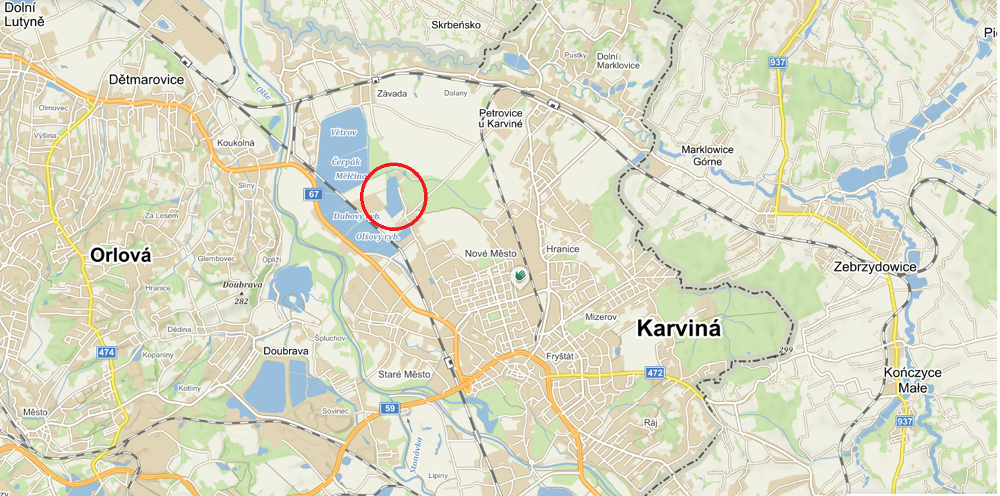 Dolní
Lutyně
Skrbeńsko
Pustky
Dolní
Marklovice
937
Dětmarovice
Olše
Závada
Dolany
Olmovec
Petrovice
u Karviné
Výšina
Větrov
Koukolná
Marklowice
Górne
Čerpák
Mělčina
Slíny
67
Za Lesem
Dubový ryb.
Olšový ryb.
Orlová
Glembovec
Opliží
Nové Město
Hranice
Zebrzydowice
Doubrava
282
Hranice
Mizerov
Karviná
Dědina
Špluchov
474
Kopaniny
Doubrava
299
Fryštát
Staré Město
472
Kończyce
Małe
Kotliny
Město
Sovinec
59
937
Ráj
Stonávka
Lipiny